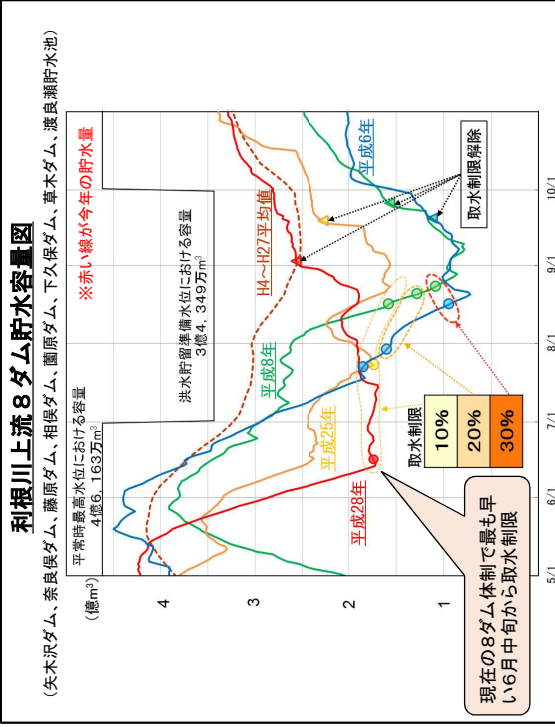 利根川上流８ダム貯水容量図
（矢木沢ダム、奈良俣ダム、藤原ダム、相俣ダム、薗原ダム、下久保ダム、草木ダム、渡良瀬貯水池）
（億m³）
平常時最高水位における容量
4億6,163万m³
洪水貯留準備水位における容量
3億4,349万m³
※赤い線が今年の貯水量
4
3
2
1
H4～H27平均値
平成8年
平成25年
平成28年
平成6年
取水制限
10%
20%
30%
取水制限解除
現在の8ダム体制で最も早
い6月中旬から取水制限
5/1
6/1
7/1
8/1
9/1
10/1